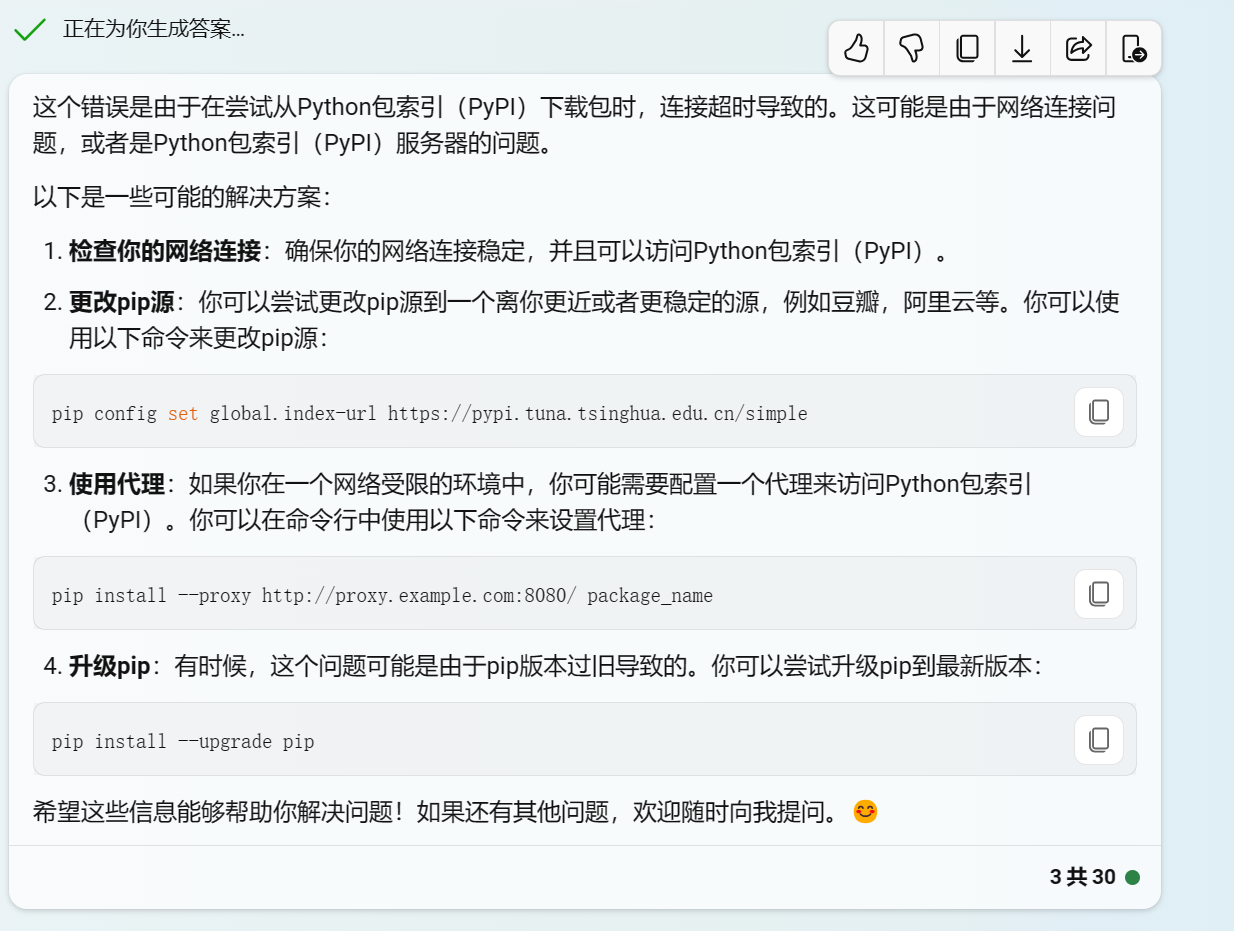 正在为你生成答案...
这个错误是由于在尝试从Python包索引（PyPI）下载包时，连接超时导致的。这可能是由于网络连接问
题，或者是Python包索引（PyPI）服务器的问题。
以下是一些可能的解决方案：
1. 检查你的网络连接：确保你的网络连接稳定，并且可以访问Python包索引（PyPI）。
2. 更改pip源：你可以尝试更改pip源到一个离你更近或者更稳定的源，例如豆瓣，阿里云等。你可以使
用以下命令来更改pip源：
pip config set global.index-url https://pypi.tuna.tsinghua.edu.cn/simple
3. 使用代理：如果你在一个网络受限的环境中，你可能需要配置一个代理来访问Python包索引
（PyPI）。你可以在命令行中使用以下命令来设置代理：
pip install --proxy http://proxy.example.com:8080/ package_name
4. 升级pip：有时候，这个问题可能是由于pip版本过旧导致的。你可以尝试升级pip到最新版本：
pip install --upgrade pip
希望这些信息能够帮助你解决问题！如果还有其他问题，欢迎随时向我提问。😊
3 共 30